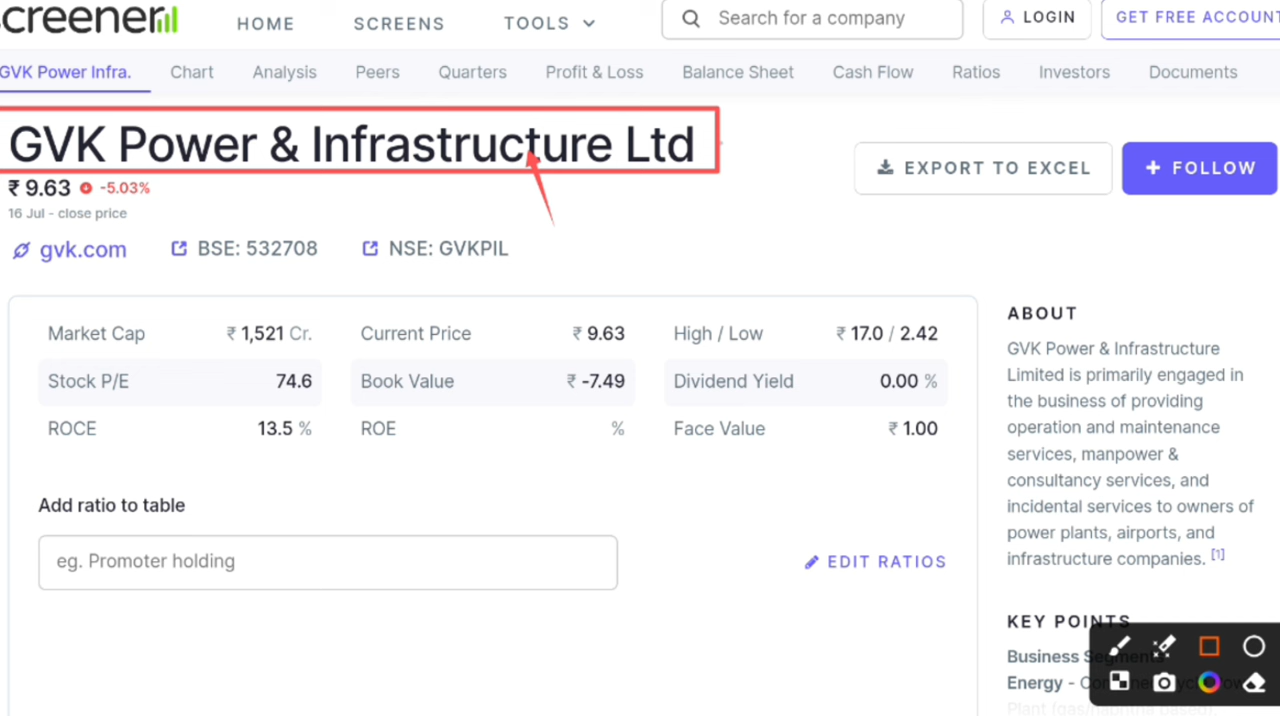 creener
HOME SCREENS TOOLS
Search for a company
LOGIN
GET FREE ACCOUNT
GVK Power Infra. Chart Analysis Peers Quarters Profit & Loss Balance Sheet Cash Flow Ratios Investors Documents
GVK Power & Infrastructure Ltd
₹ 9.63 -5.03%
16 Jul - close price
EXPORT TO EXCEL
+ FOLLOW
gvk.com BSE: 532708 NSE: GVKPIL
Market Cap ₹ 1,521 Cr. Current Price ₹ 9.63 High / Low ₹ 17.0 / 2.42
Stock P/E 74.6 Book Value ₹ -7.49 Dividend Yield 0.00 %
ROCE 13.5 % ROE % Face Value ₹ 1.00
Add ratio to table
eg. Promoter holding
EDIT RATIOS
ABOUT
GVK Power & Infrastructure
Limited is primarily engaged in
the business of providing
operation and maintenance
services, manpower &
consultancy services, and
incidental services to owners of
power plants, airports, and
infrastructure companies. [1]
KEY POINTS
Business Segments
Energy -
Plant